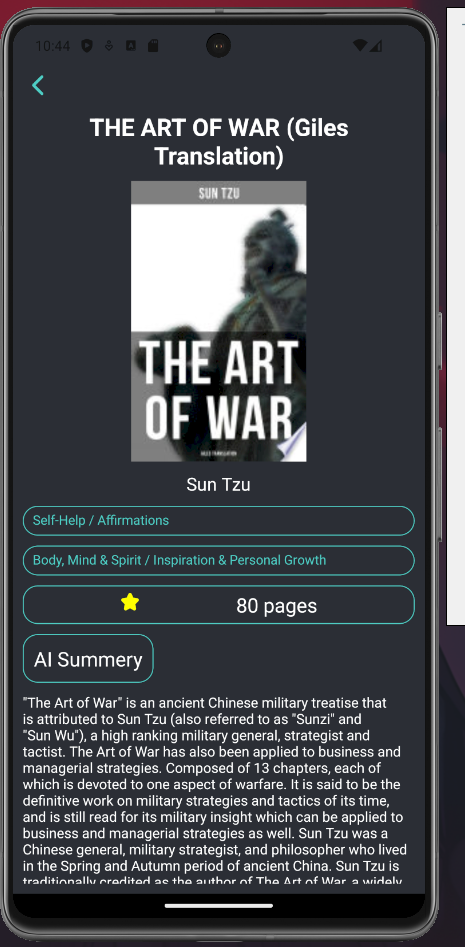 10:44
THE ART OF WAR (Giles
Translation)
SUN TZU
THE ART
OF WAR
GILES TRANSLATION
Sun Tzu
Self-Help / Affirmations
Body, Mind & Spirit / Inspiration & Personal Growth
80 pages
AI Summery
"The Art of War" is an ancient Chinese military treatise that
is attributed to Sun Tzu (also referred to as "Sunzi" and
"Sun Wu"), a high ranking military general, strategist and
tactist. The Art of War has also been applied to business and
managerial strategies. Composed of 13 chapters, each of
which is devoted to one aspect of warfare. It is said to be the
definitive work on military strategies and tactics of its time,
and is still read for its military insight which can be applied to
business and managerial strategies as well. Sun Tzu was a
Chinese general, military strategist, and philosopher who lived
in the Spring and Autumn period of ancient China. Sun Tzu is
traditionally credited as the author of The Art of War, a widely